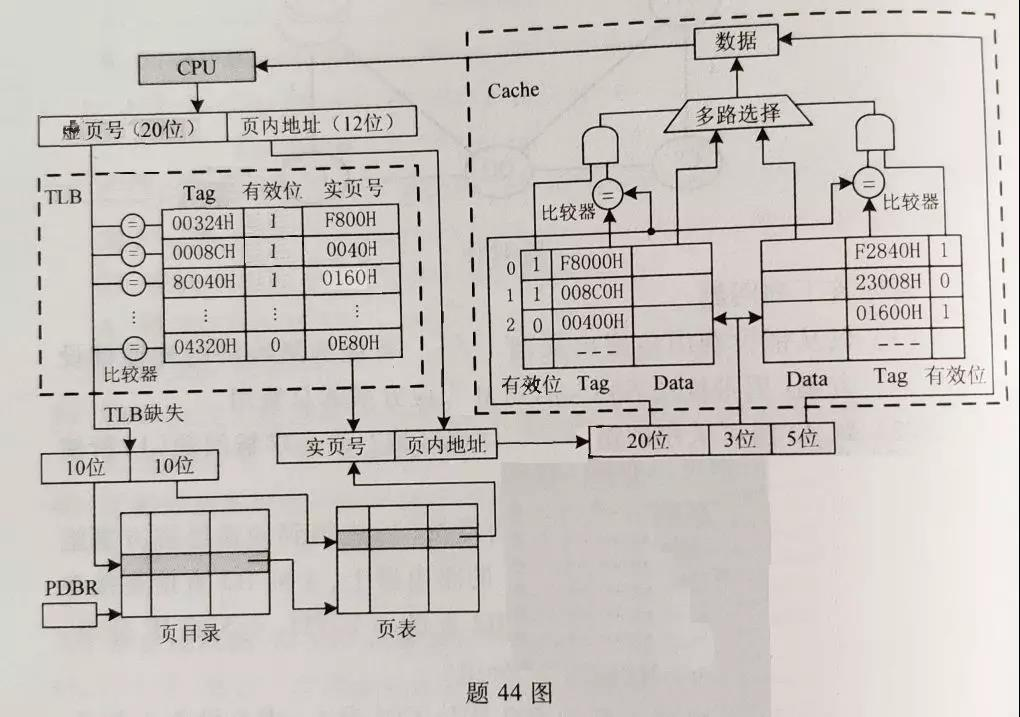 数据
CPU
Cache
虚页号(20位) 页内地址(12位)
多路选择
TLB
Tag 有效位 实页号
= 00324H 1 F800H
= 0008CH 1 0040H
= 8C040H 1 0160H
⋮ ⋮ ⋮ ⋮
= 04320H 0 0E80H
比较器
= =
比较器 比较器
0 1 F8000H F2840H 1
1 1 008C0H 23008H 0
2 0 00400H 01600H 1
--- ---
有效位 Tag Data Data Tag 有效位
TLB缺失
10位 10位
实页号 页内地址
20位 3位 5位
PDBR
页目录
页表
题 44 图